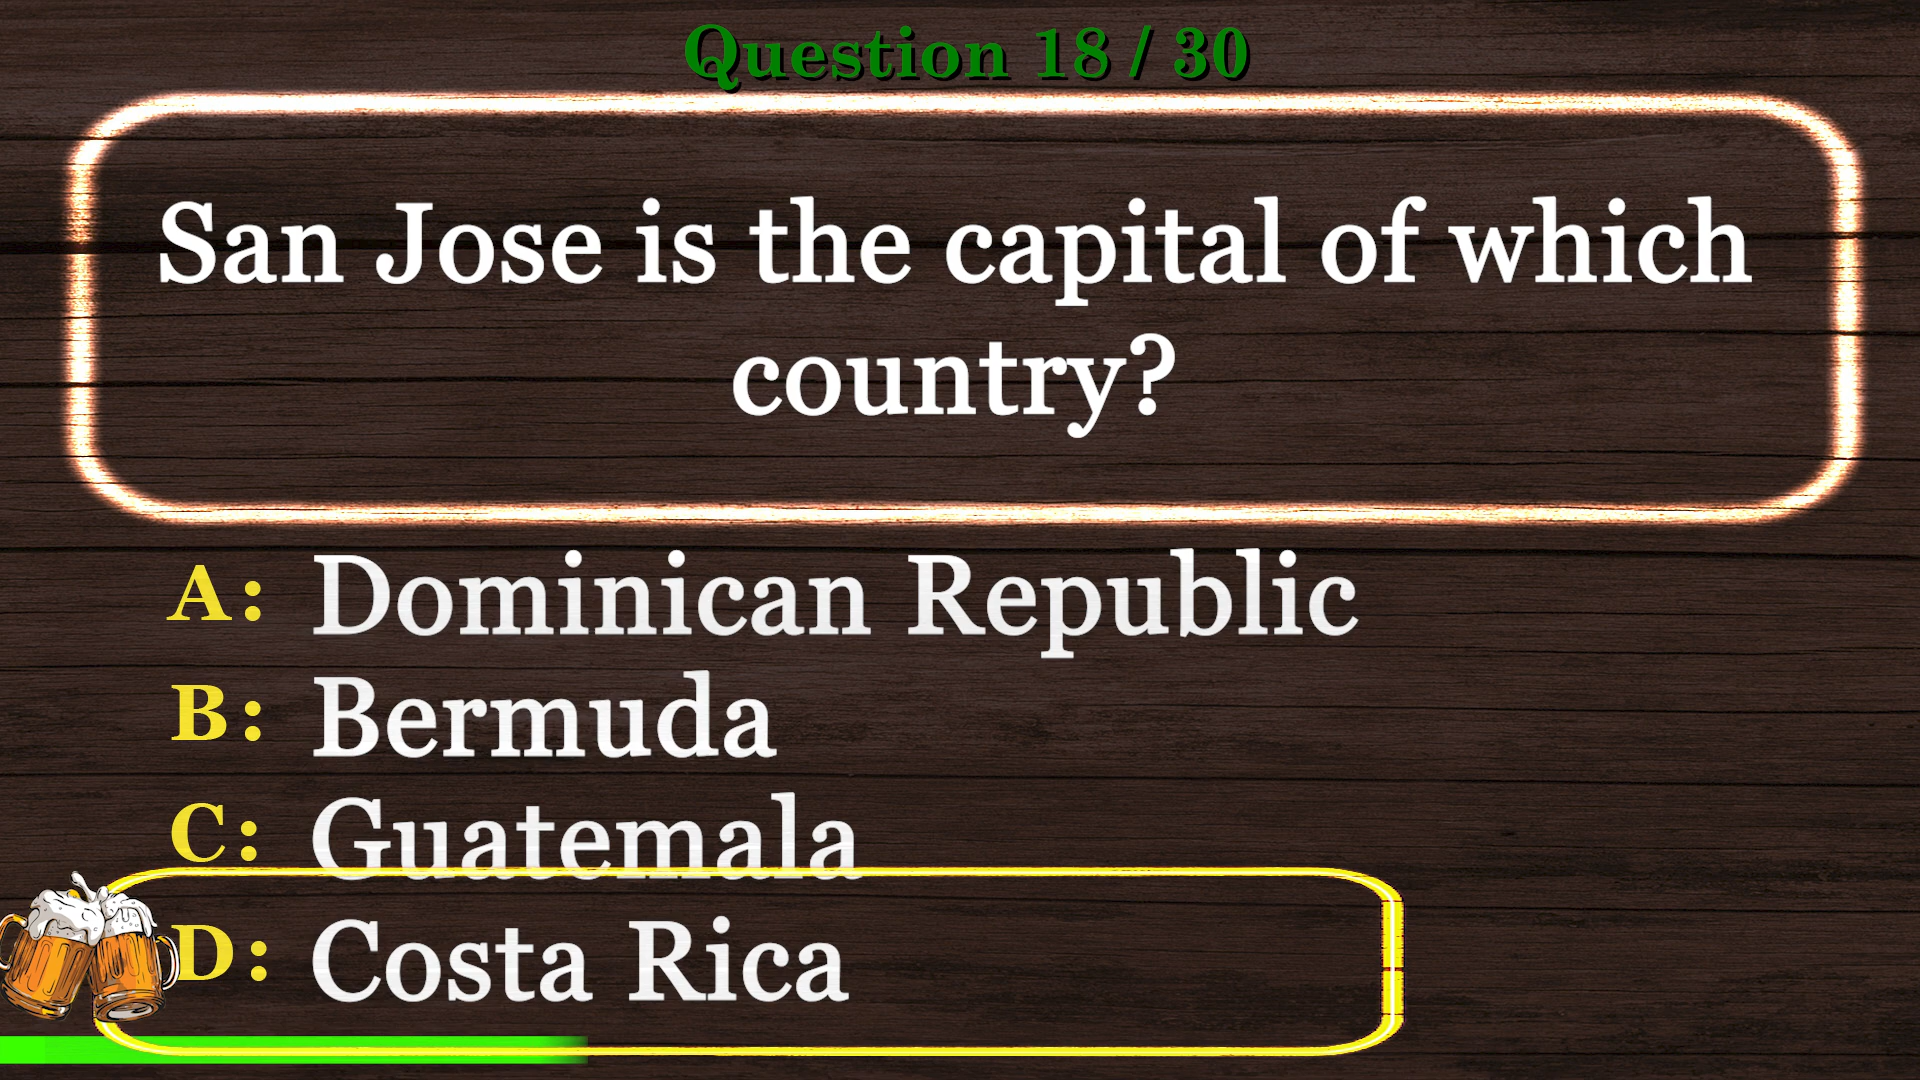 Question 18 / 30
San Jose is the capital of which
country?
A: Dominican Republic
B: Bermuda
C: Guatemala
D: Costa Rica